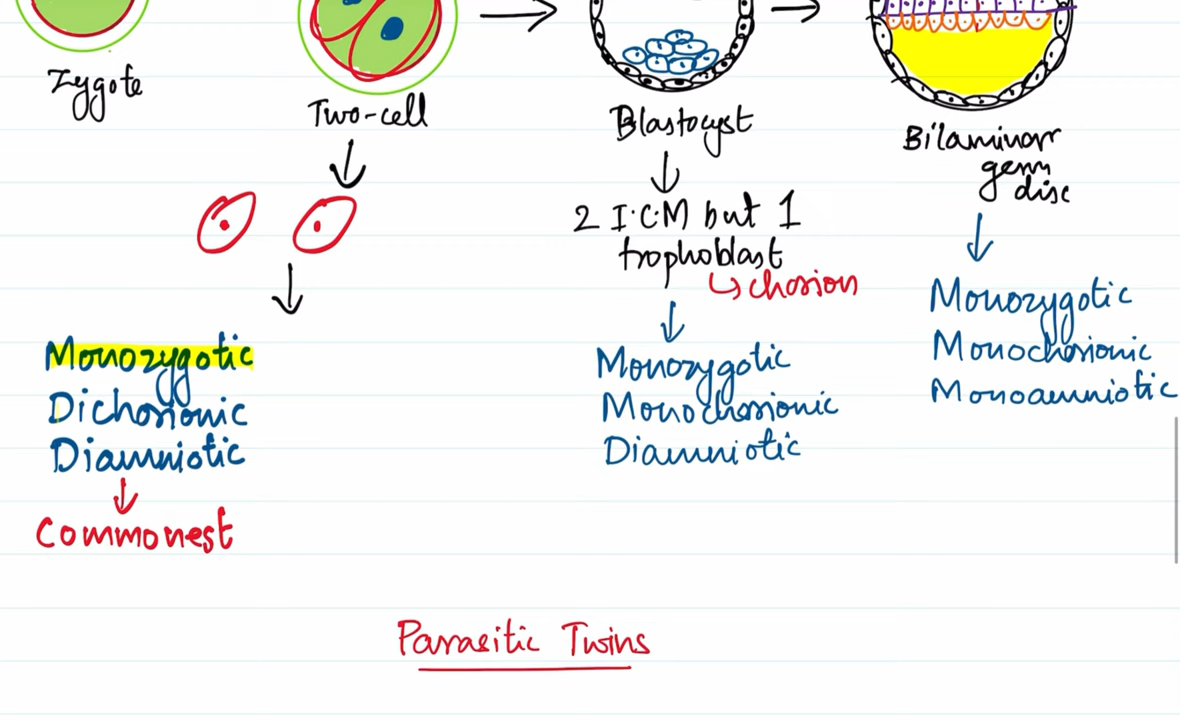 Zygote
Two-cell
Blastocyst
Bilaminar
germ
disc
2 I.C.M but 1
trophoblast
↳ chorion
Monozygotic
Dichorionic
Diamniotic
Commonest
Monozygotic
Monochorionic
Diamniotic
Monozygotic
Monochorionic
Monoamniotic
Parasitic Twins